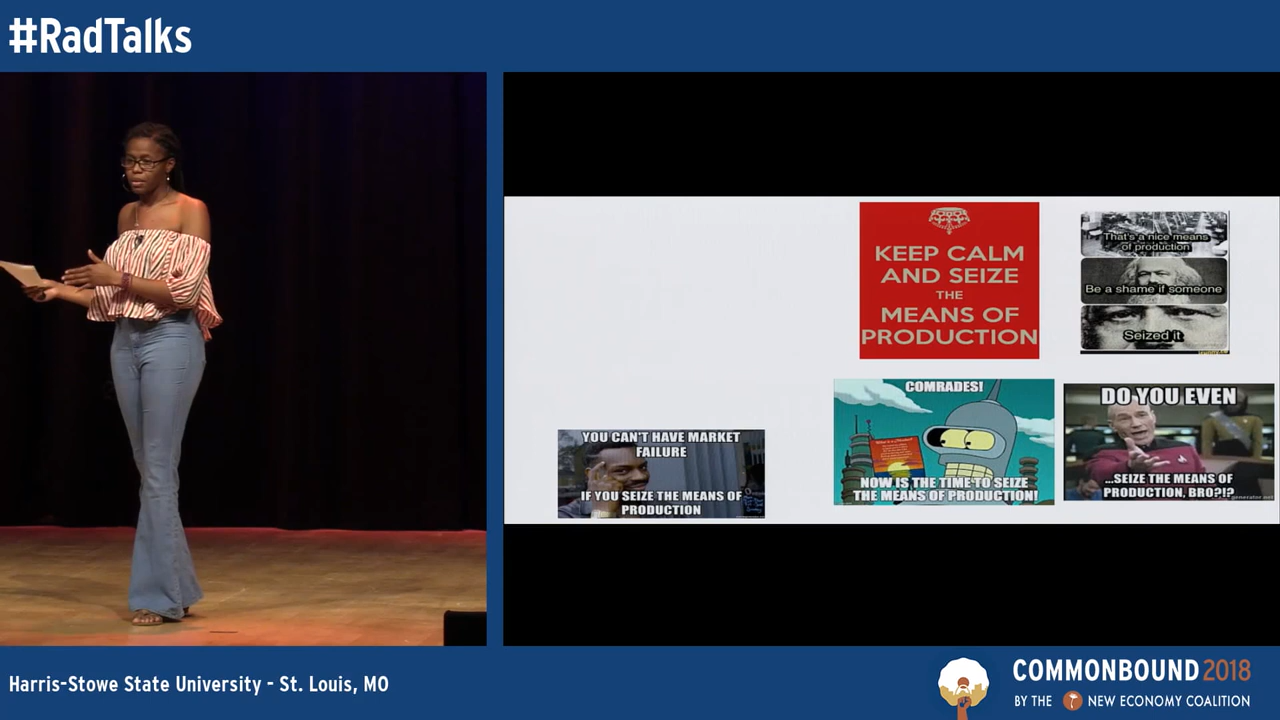 #RadTalks
KEEP CALM
AND SEIZE
THE
MEANS OF
PRODUCTION
That's a nice means
of production
Be a shame if someone
Seized it
YOU CAN'T HAVE MARKET
FAILURE
IF YOU SEIZE THE MEANS OF
PRODUCTION
COMRADES!
NOW IS THE TIME TO SEIZE
THE MEANS OF PRODUCTION!
DO YOU EVEN
...SEIZE THE MEANS OF
PRODUCTION, BRO?!?
Harris-Stowe State University - St. Louis, MO
COMMONBOUND 2018
BY THE NEW ECONOMY COALITION